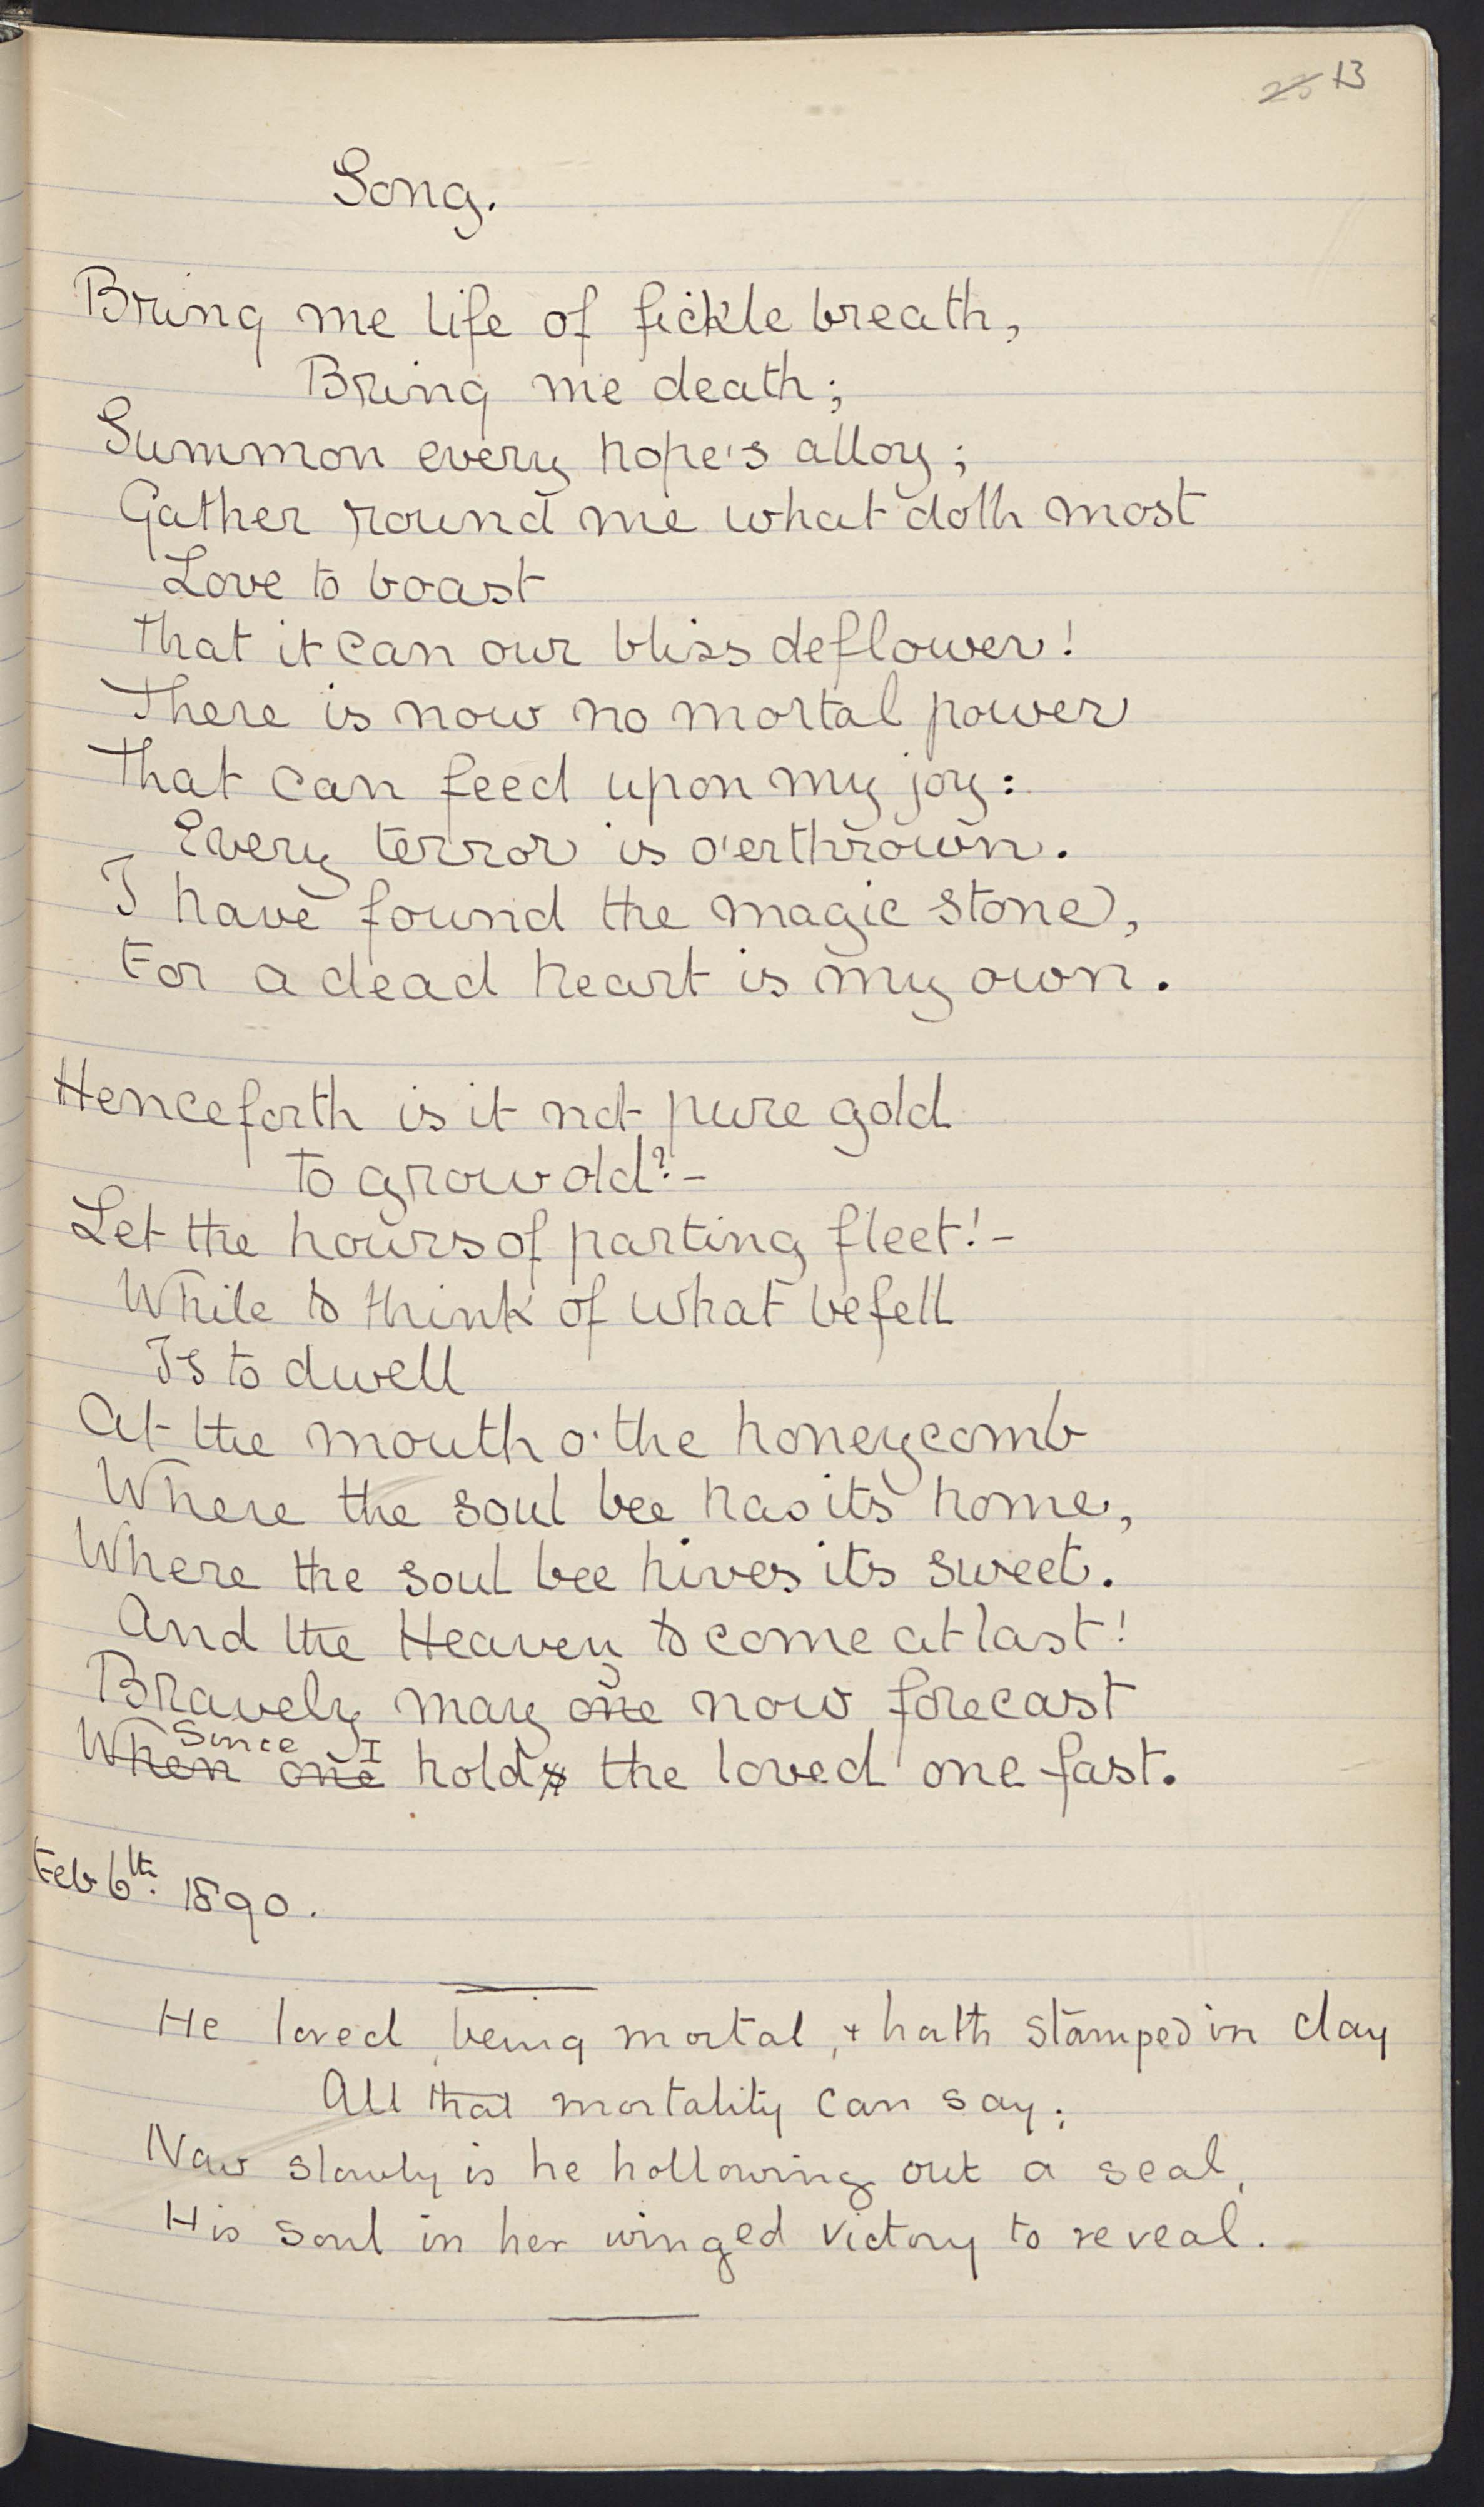 13
Song.
Bring me life of fickle breath,
Bring me death;
Summon every hope's alloy;
Gather round me what doth most
Love to boast
That it can our bliss deflower!
There is now no mortal power
That can feed upon my joy:
Every terror is o'erthrown.
I have found the magic stone,
For a dead heart is my own.
Henceforth is it not pure gold
To grow old? -
Let the hours of parting fleet! -
While to think of what befell
Is to dwell
At the mouth o' the honeycomb
Where the soul bee has its home,
Where the soul bee hives its sweet.
And the Heaven to come at last!
Bravely may one now forecast
Since I
When one holds the loved one fast.
Feb 6th. 1890.
He loved, being mortal, + hath stamped in clay
All that mortality can say;
Now slowly is he hollowing out a seal,
His soul in her winged victory to reveal.